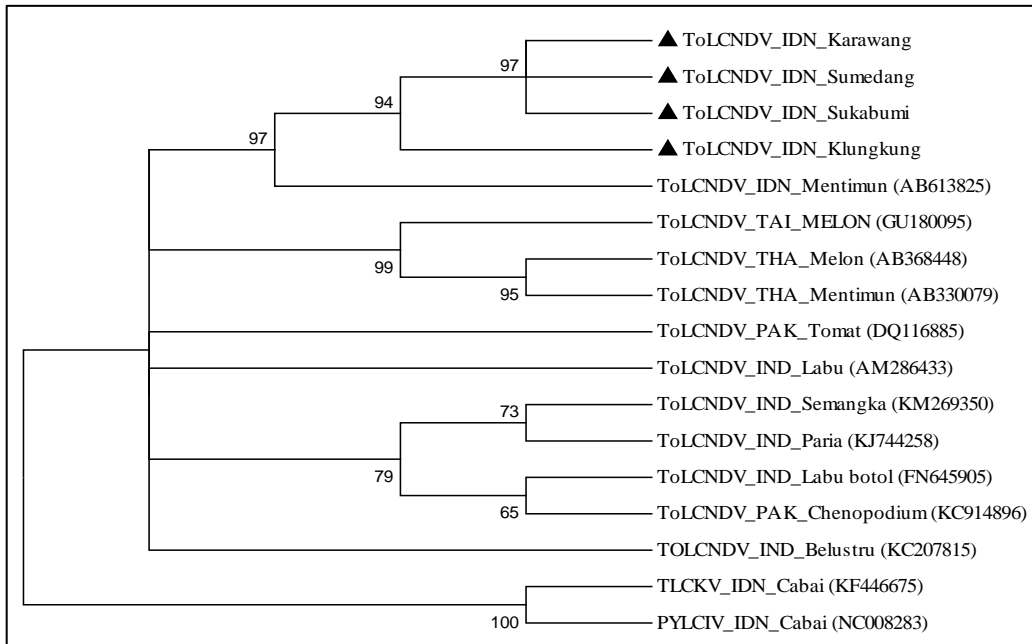 ToLCNDV_IDN_Karawang
97
ToLCNDV_IDN_Sumedang
94
ToLCNDV_IDN_Sukabumi
97
ToLCNDV_IDN_Klungkung
ToLCNDV_IDN_Mentimun (AB613825)
ToLCNDV_TAI_MELON (GU180095)
99
ToLCNDV_THA_Melon (AB368448)
95
ToLCNDV_THA_Mentimun (AB330079)
ToLCNDV_PAK_Tomat (DQ116885)
ToLCNDV_IND_Labu (AM286433)
ToLCNDV_IND_Semangka (KM269350)
73
ToLCNDV_IND_Paria (KJ744258)
79
ToLCNDV_IND_Labu botol (FN645905)
65
ToLCNDV_PAK_Chenopodium (KC914896)
TOLCNDV_IND_Belustru (KC207815)
TLCKV_IDN_Cabai (KF446675)
100
PYLCIV_IDN_Cabai (NC008283)